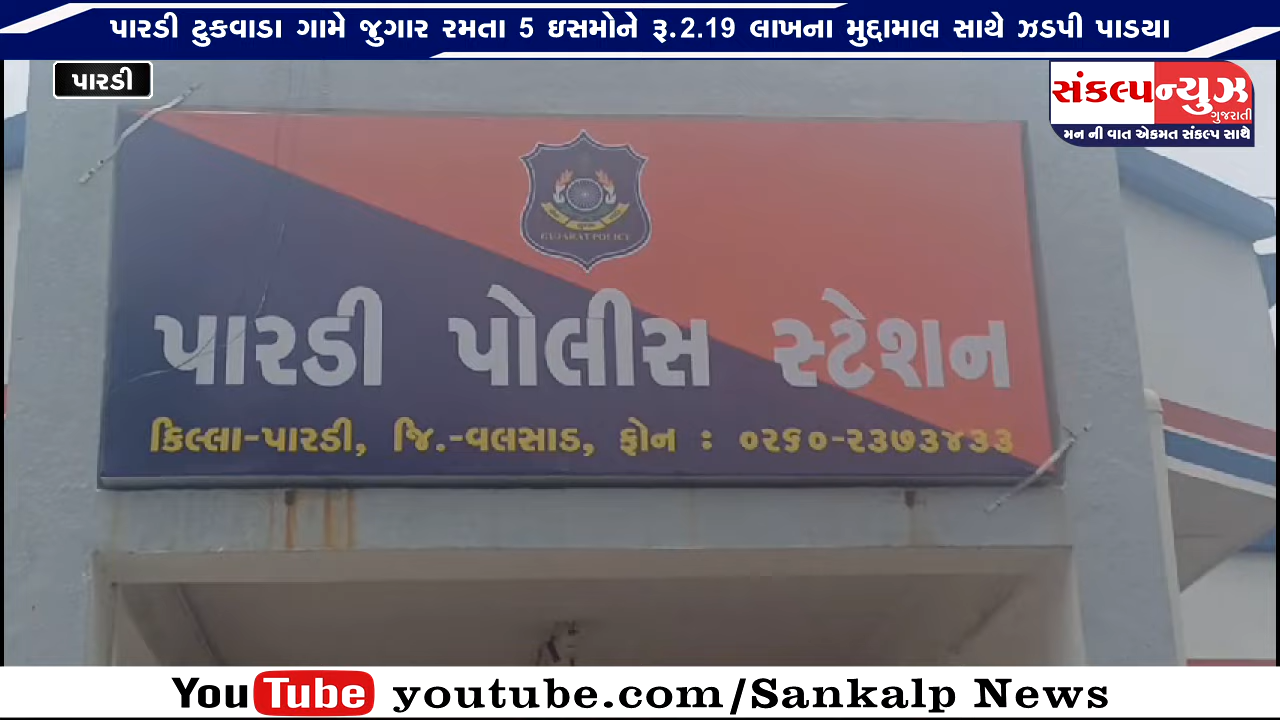 પારડી ટુકવાડા ગામે જુગાર રમતા 5 ઇસમોને રૂ.2.19 લાખના મુદ્દામાલ સાથે ઝડપી પાડયા
પારડી
સંકલ્પ ન્યુઝ
ગુજરાતી
મન ની વાત એકમત સંકલ્પ સાથે
GUJARAT POLICE
પારડી પોલીસ સ્ટેશન
કિલ્લા-પારડી, જિ.-વલસાડ, ફોન : ૦૨૬૦-૨૩૭૩૪૩૩
YouTube youtube.com/Sankalp News